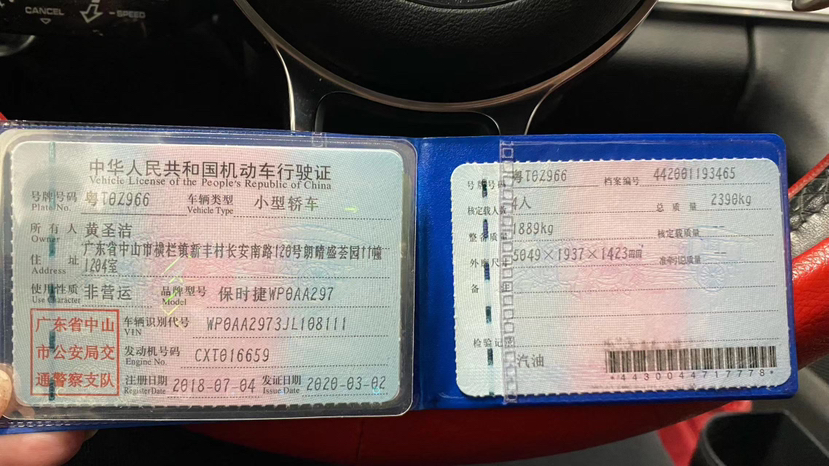 CANCEL
-SPEED
中华人民共和国机动车行驶证
Vehicle License of the People's Republic of China
号牌号码 粤T0Z966 车辆类型 小型轿车
Plate No. Vehicle Type
所有人 黄圣洁
Owner
住址 广东省中山市横栏镇新丰村长安南路120号朗晴盛荟园11幢
Address 1204室
使用性质 非营运 品牌型号 保时捷WP0AA297
Use Character Model
广东省中山
市公安局交
通警察支队
车辆识别代号 WP0AA2973JL108111
VIN
发动机号码 CXT016659
Engine No.
注册日期 2018-07-04 发证日期 2020-03-02
Register Date Issue Date
号牌号码 粤T0Z966 档案编号 442001193465
核定载人数 4人 总质量 2390kg
整备质量 1889kg 核定载质量 --
外廓尺寸 5049×1937×1423mm 准牵引总质量 --
备
检验记录
汽油
*4430044717778*